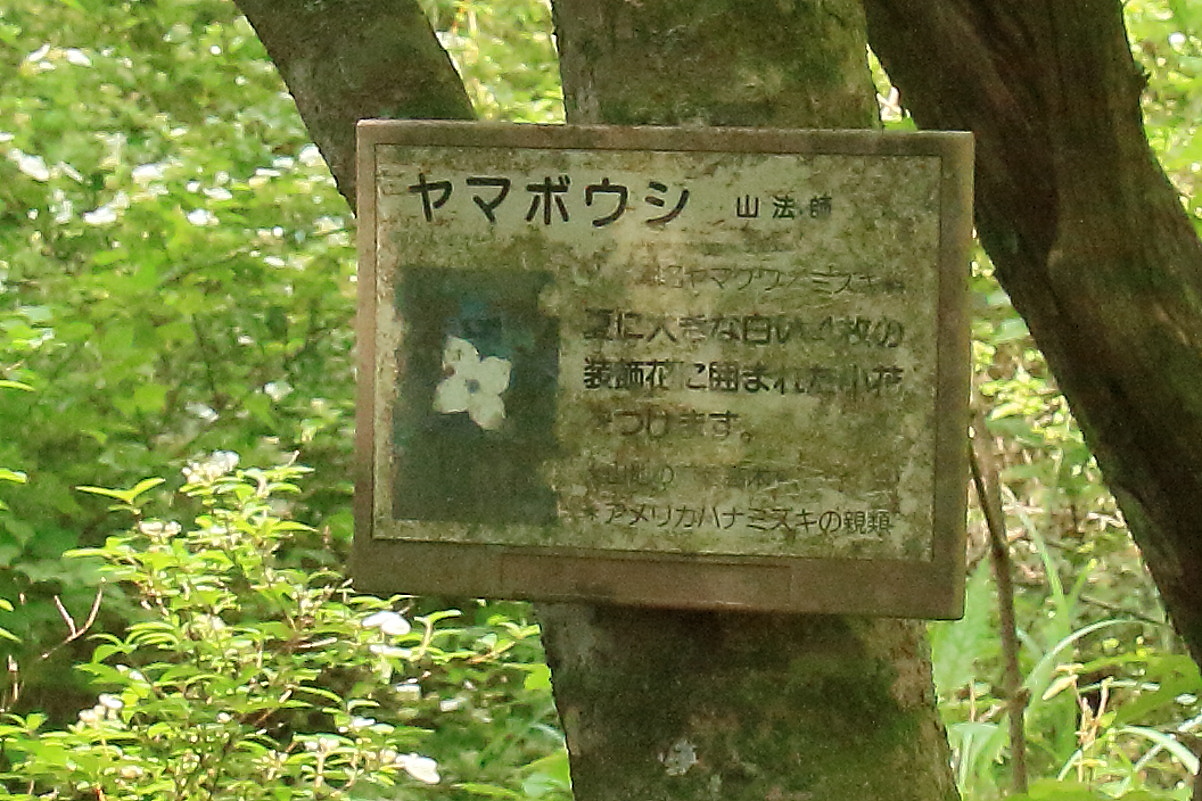 ヤマボウシ 山法師
ヤマグワ/ミズキ科
夏に大きな白い4枚の
装飾花に囲まれた小花
をつけます。
*アメリカハナミズキの親類